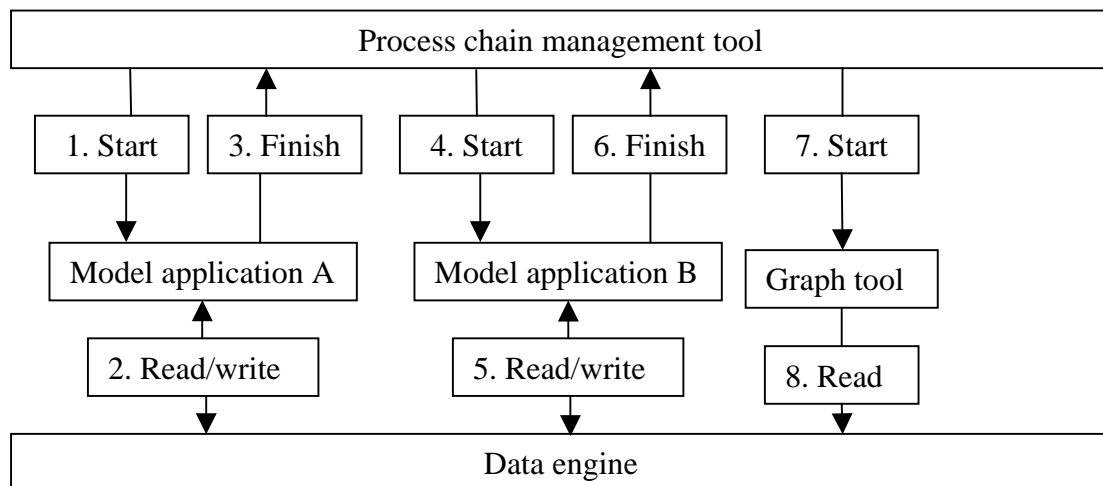 Process chain management tool
1. Start
3. Finish
4. Start
6. Finish
7. Start
Model application A
Model application B
Graph tool
2. Read/write
5. Read/write
8. Read
Data engine